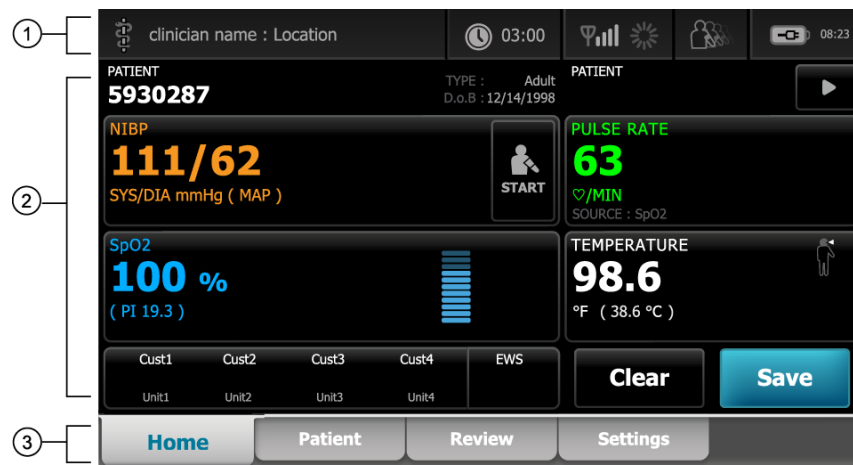 1
clinician name : Location
03:00
08:23
2
PATIENT
5930287
TYPE : Adult
D.o.B : 12/14/1998
PATIENT
NIBP
111/62
SYS/DIA mmHg ( MAP )
START
PULSE RATE
63
♡/MIN
SOURCE : SpO2
SpO2
100 %
( PI 19.3 )
TEMPERATURE
98.6
°F ( 38.6 °C )
Cust1 Cust2 Cust3 Cust4 EWS
Unit1 Unit2 Unit3 Unit4
Clear
Save
3
Home Patient Review Settings